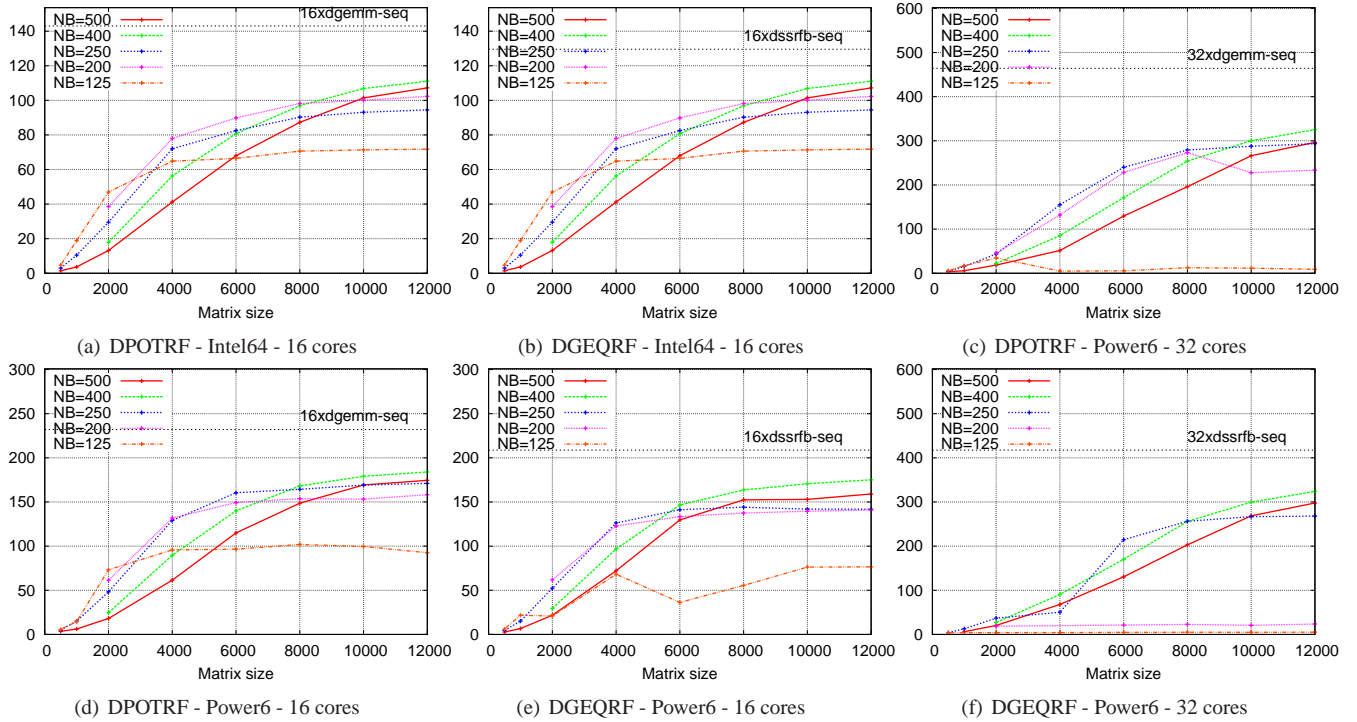 140
120
100
80
60
40
20
0
NB=500
NB=400
NB=250
NB=200
NB=125
16xdgemm-seq
0 2000 4000 6000 8000 10000 12000
Matrix size
(a) DPOTRF - Intel64 - 16 cores
140
120
100
80
60
40
20
0
NB=500
NB=400
NB=250
NB=200
NB=125
16xdssrfb-seq
0 2000 4000 6000 8000 10000 12000
Matrix size
(b) DGEQRF - Intel64 - 16 cores
600
500
400
300
200
100
0
NB=500
NB=400
NB=250
NB=200
NB=125
32xdgemm-seq
0 2000 4000 6000 8000 10000 12000
Matrix size
(c) DPOTRF - Power6 - 32 cores
300
250
200
150
100
50
0
NB=500
NB=400
NB=250
NB=200
NB=125
16xdgemm-seq
0 2000 4000 6000 8000 10000 12000
Matrix size
(d) DPOTRF - Power6 - 16 cores
300
250
200
150
100
50
0
NB=500
NB=400
NB=250
NB=200
NB=125
16xdssrfb-seq
0 2000 4000 6000 8000 10000 12000
Matrix size
(e) DGEQRF - Power6 - 16 cores
600
500
400
300
200
100
0
NB=500
NB=400
NB=250
NB=200
NB=125
32xdssrfb-seq
0 2000 4000 6000 8000 10000 12000
Matrix size
(f) DGEQRF - Power6 - 32 cores